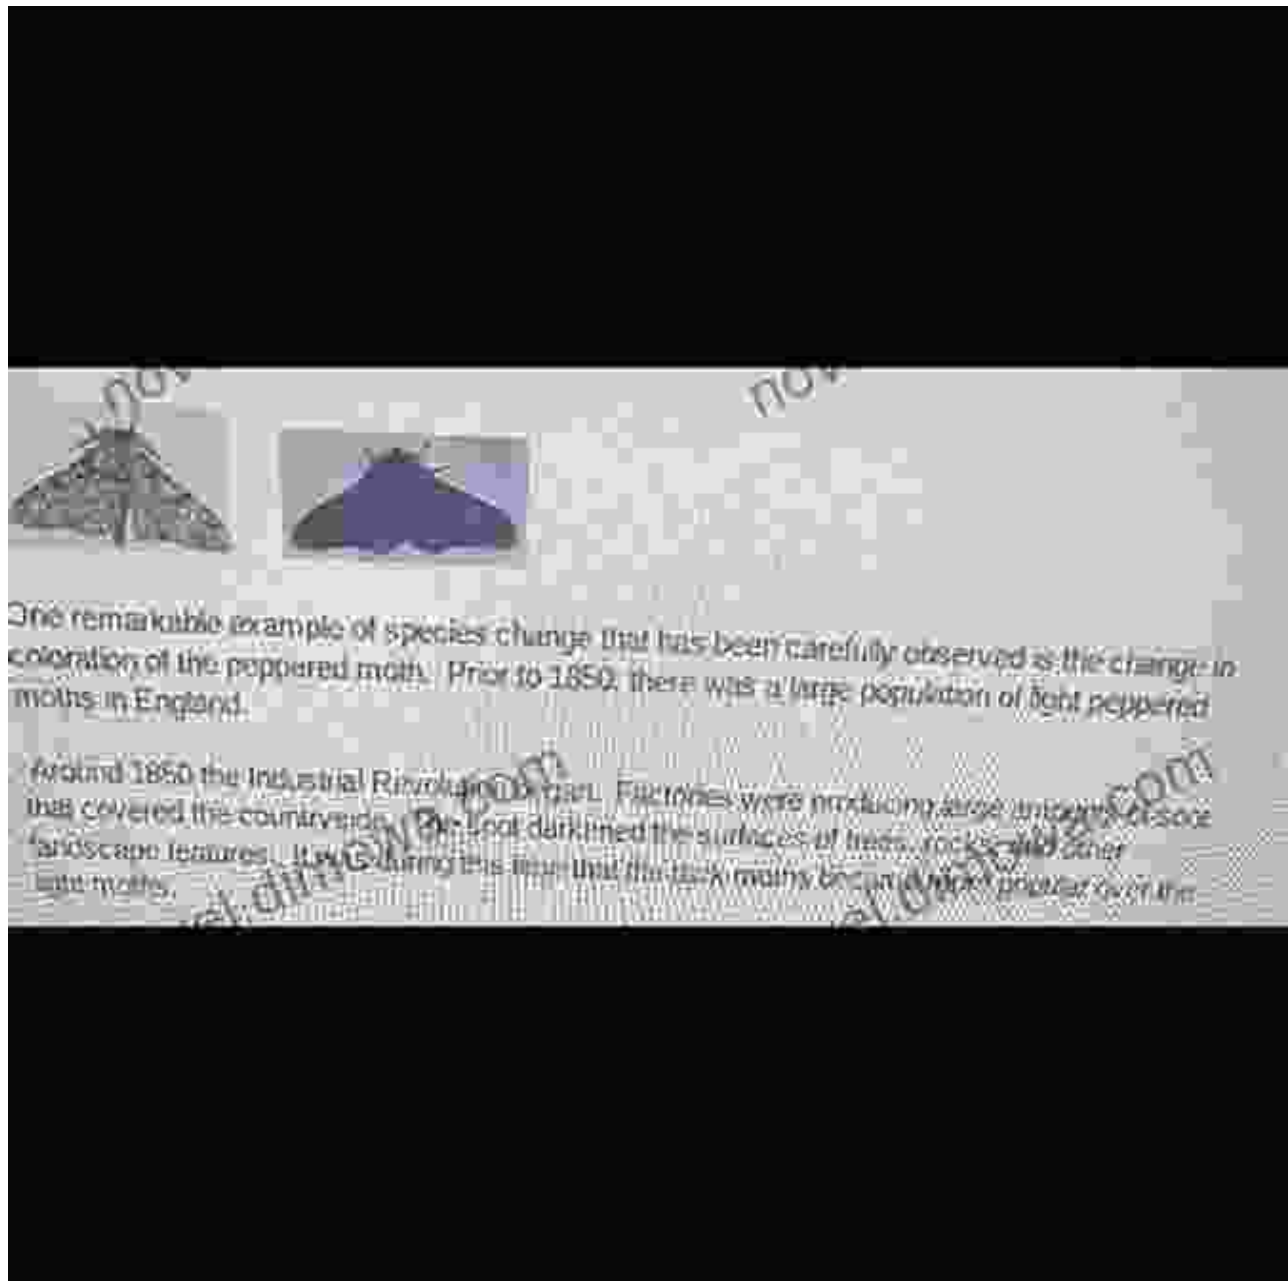 One remarkable example of species change that has been carefully observed is the change in
coloration of the peppered moth. Prior to 1850, there was a large population of light peppered
moths in England.
Around 1850 the Industrial Revolution began. Factories were producing large amounts of soot
that covered the countryside. The soot darkened the surfaces of trees, rocks and other
landscape features. It was during this time that the dark moths became more popular over the
light moths.